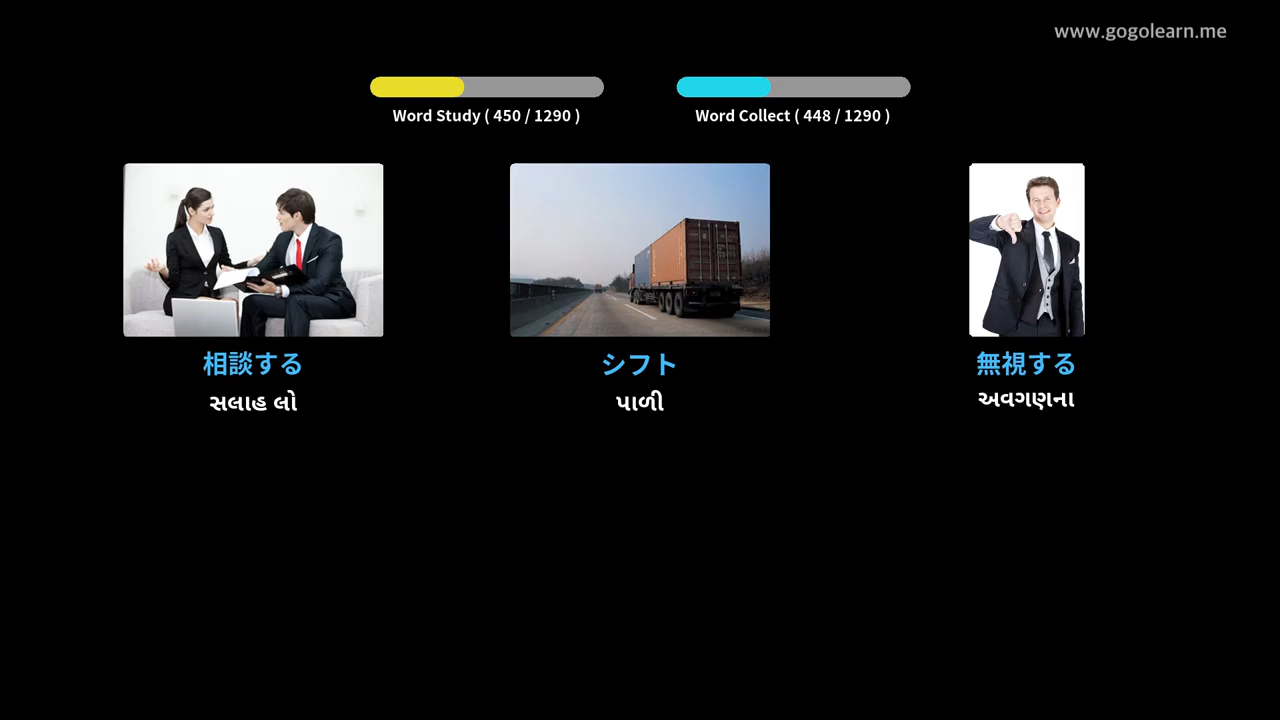 www.gogolearn.me
Word Study ( 450 / 1290 )
Word Collect ( 448 / 1290 )
相談する
シフト
無視する
સલાહ લો
પાળી
અવગણના